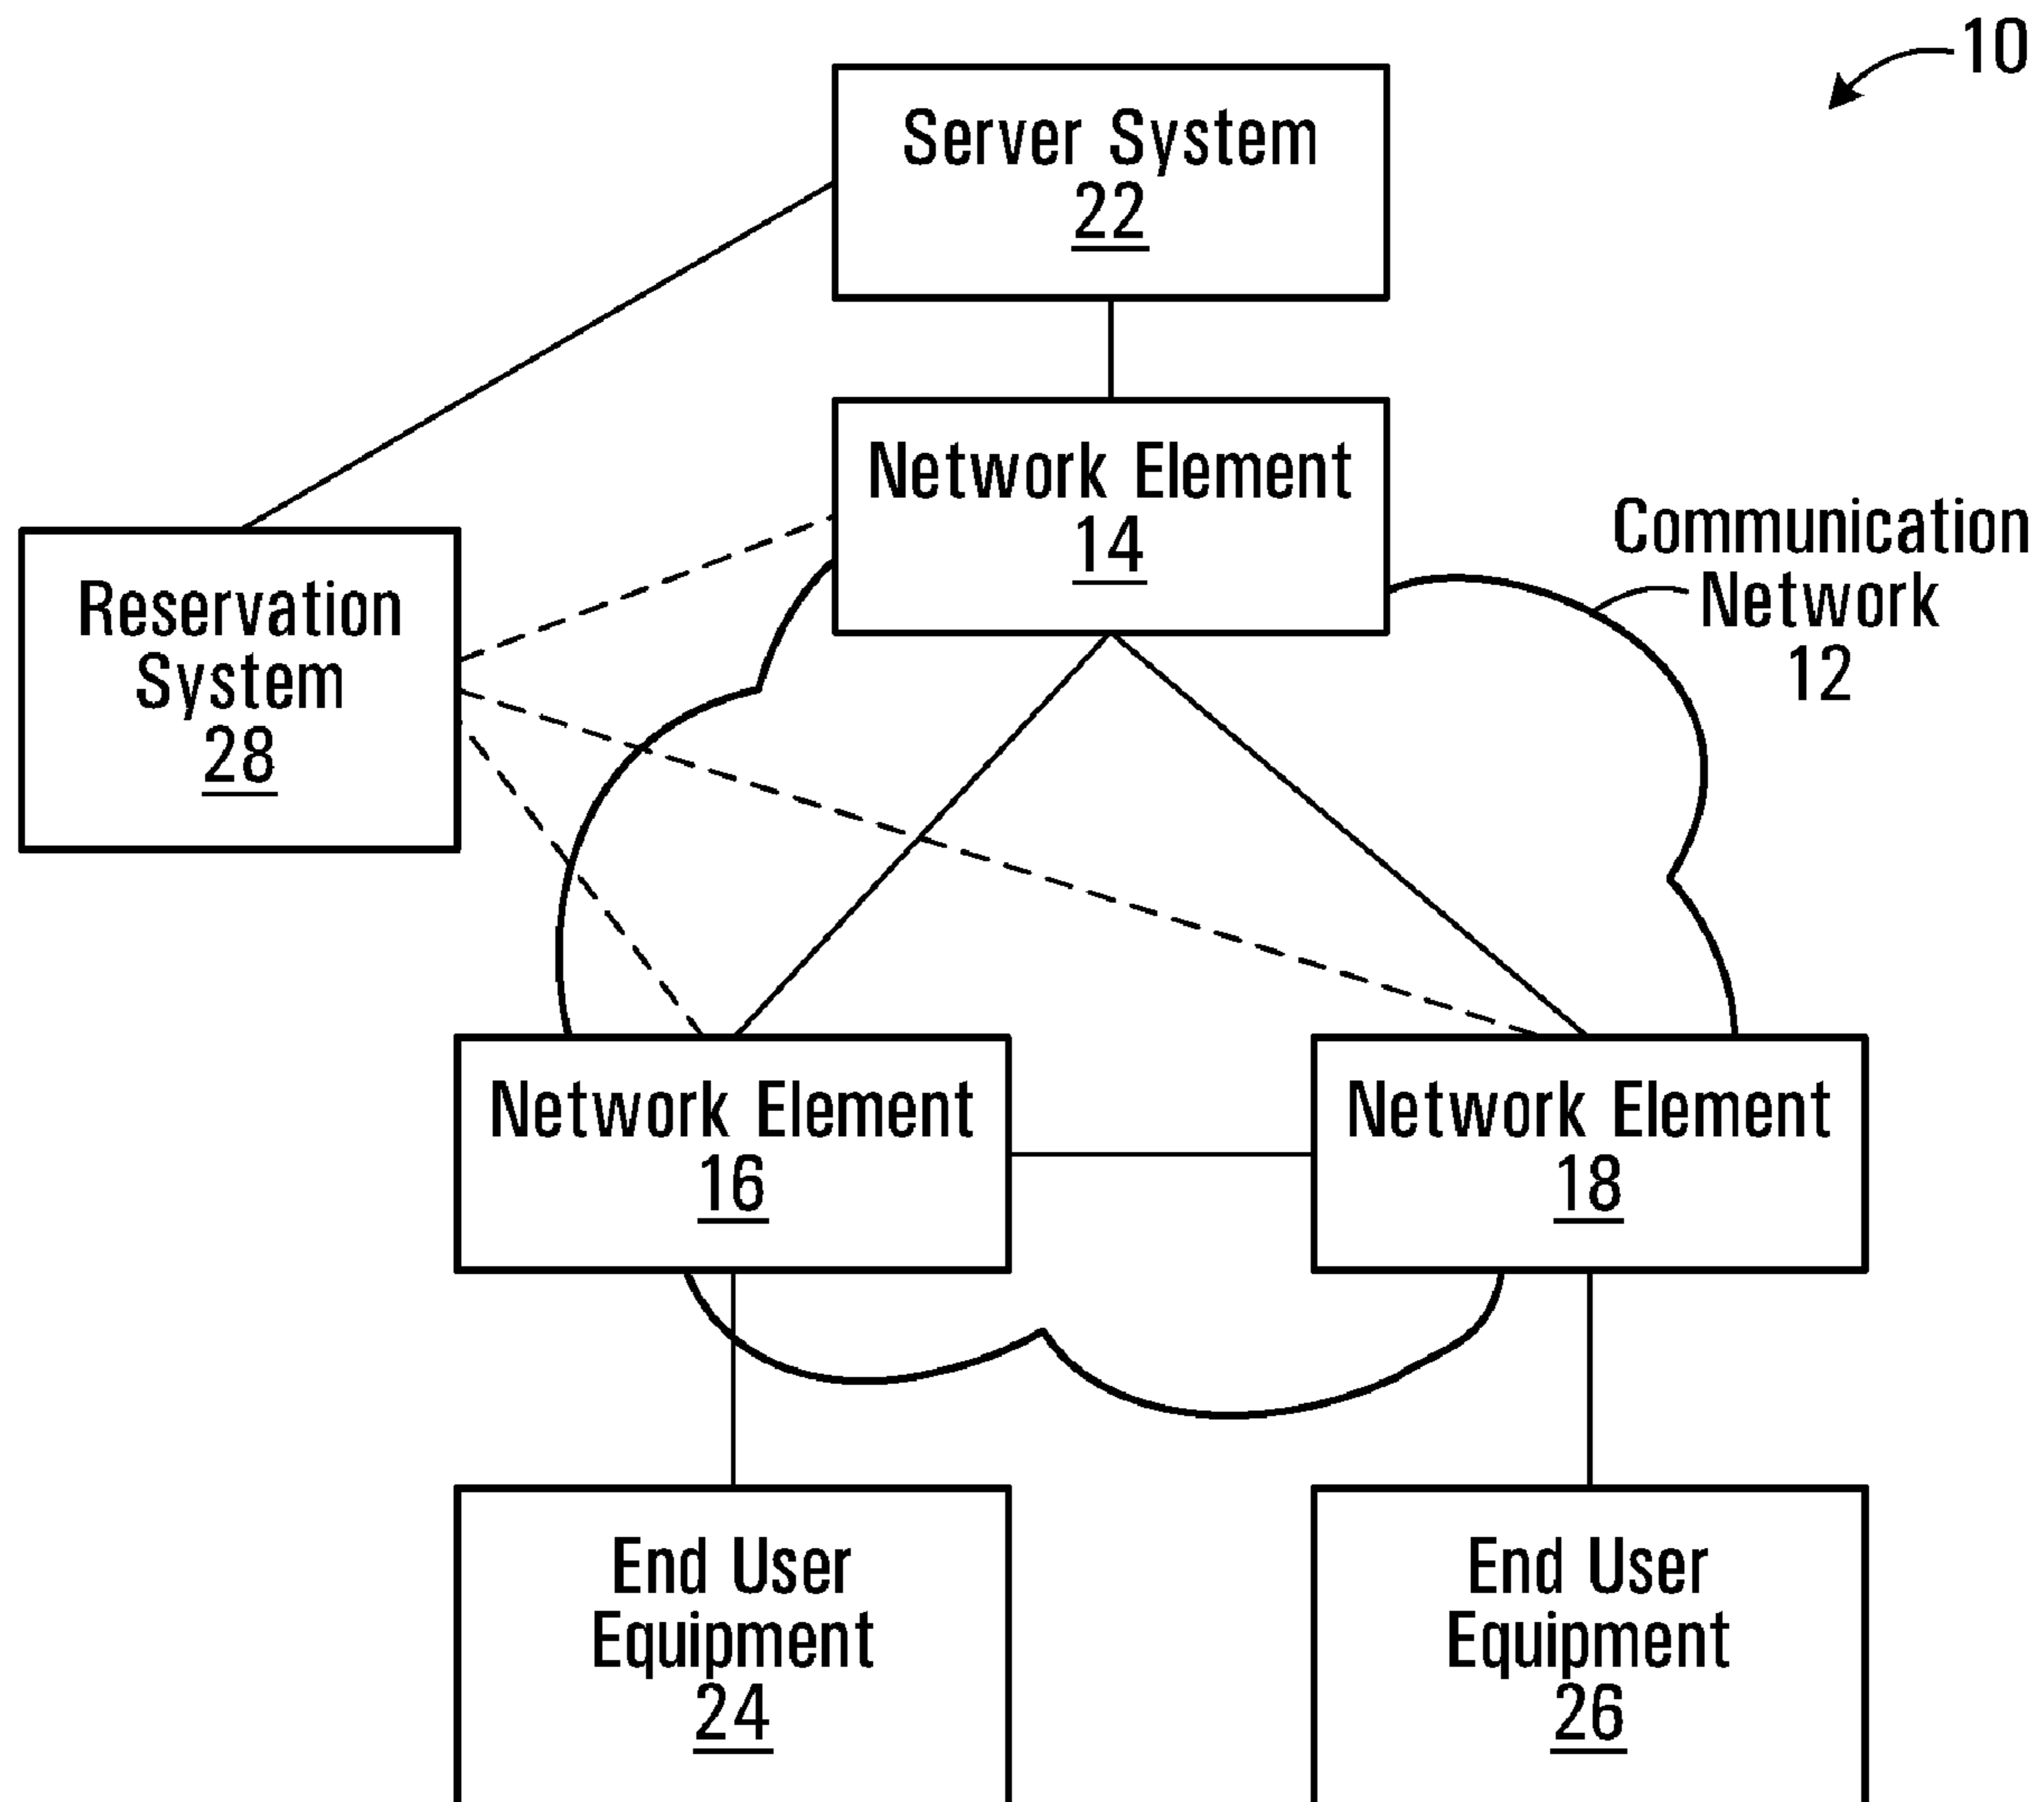 10
Server System
22
Network Element
14
Communication
Network
12
Reservation
System
28
Network Element
16
Network Element
18
End User
Equipment
24
End User
Equipment
26